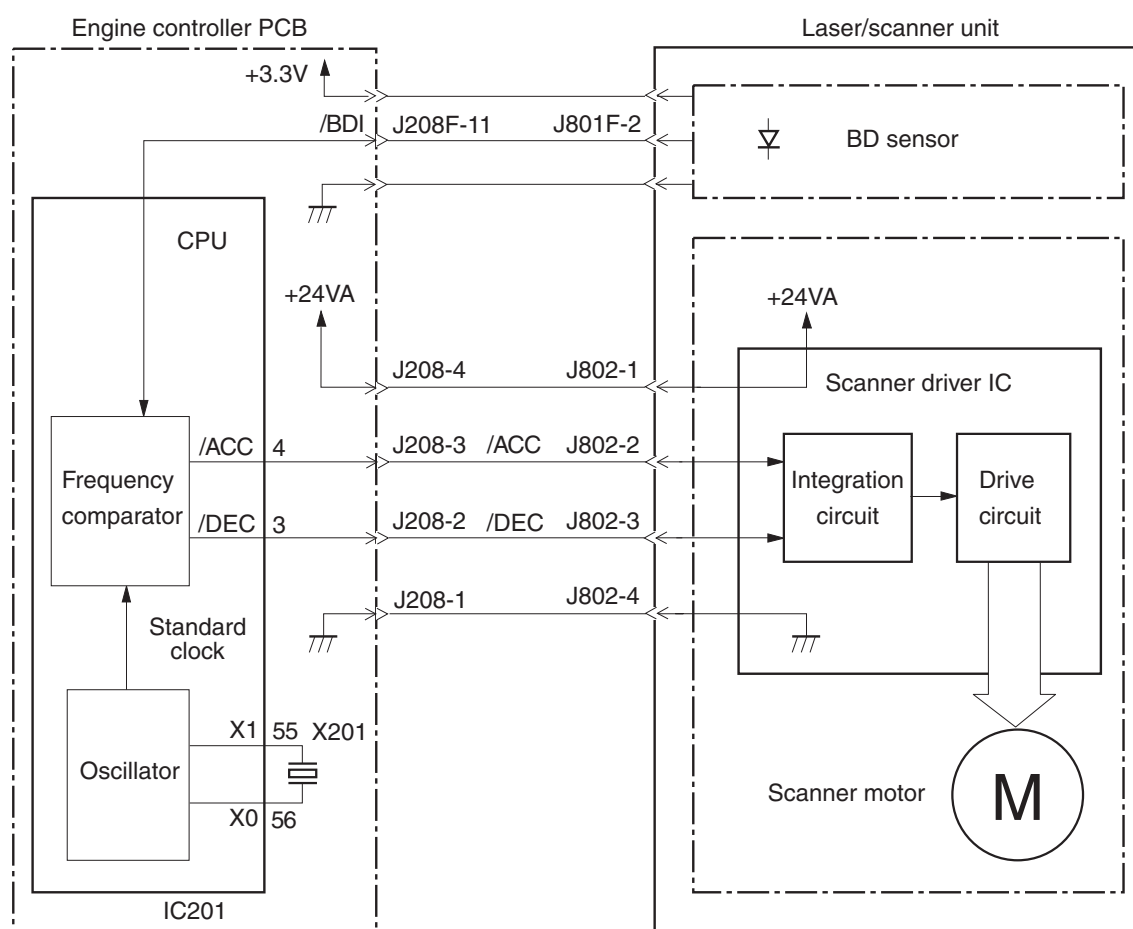 Engine controller PCB
Laser/scanner unit
+3.3V
/BDI
J208F-11
J801F-2
BD sensor
CPU
+24VA
+24VA
J208-4
J802-1
Scanner driver IC
/ACC
4
J208-3
/ACC
J802-2
Frequency
comparator
Integration
circuit
Drive
circuit
/DEC
3
J208-2
/DEC
J802-3
J208-1
J802-4
Standard
clock
X1
55
X201
Oscillator
X0
56
Scanner motor
M
IC201